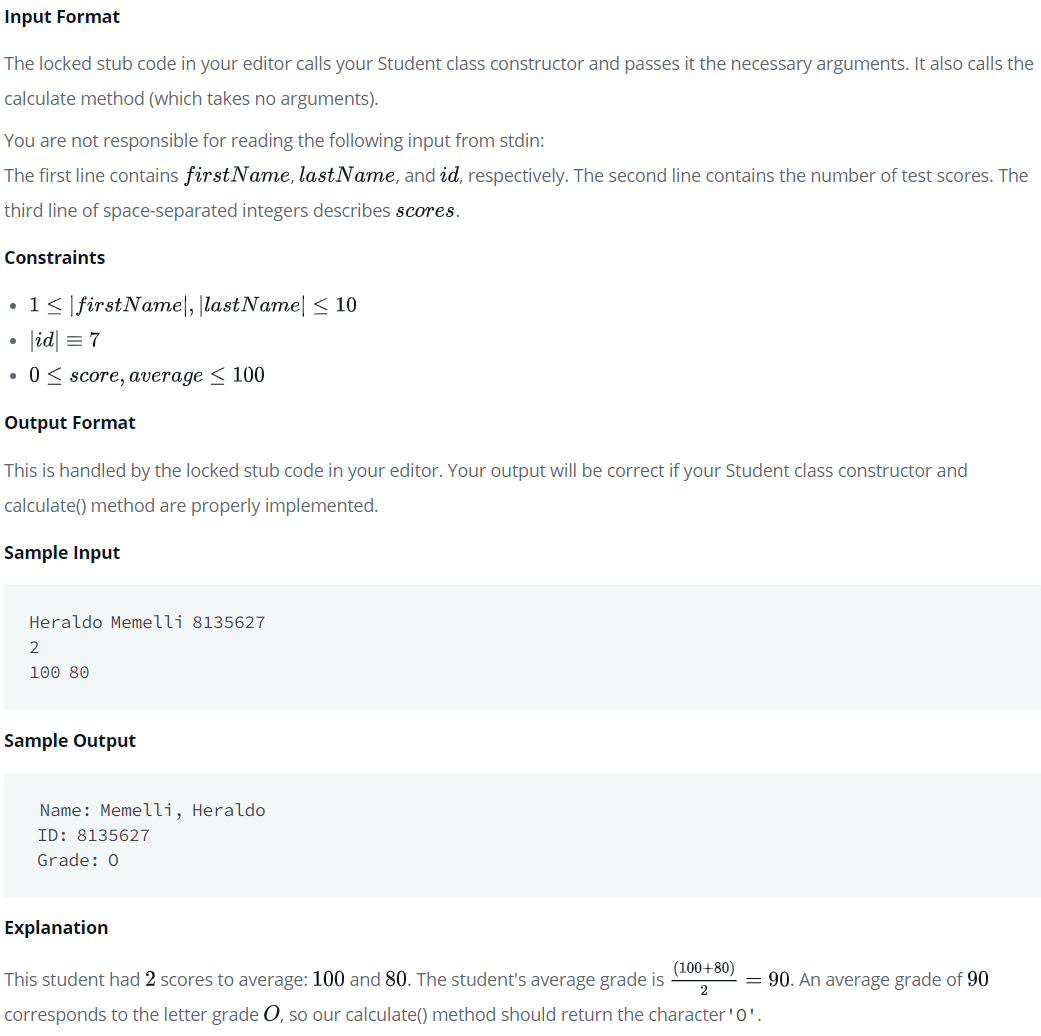 Input Format
The locked stub code in your editor calls your Student class constructor and passes it the necessary arguments. It also calls the
calculate method (which takes no arguments).
You are not responsible for reading the following input from stdin:
The first line contains firstName, lastName, and id, respectively. The second line contains the number of test scores. The
third line of space-separated integers describes scores.
Constraints
• 1 ≤ |firstName|, |lastName| ≤ 10
• |id| ≡ 7
• 0 ≤ score, average ≤ 100
Output Format
This is handled by the locked stub code in your editor. Your output will be correct if your Student class constructor and
calculate() method are properly implemented.
Sample Input
Heraldo Memelli 8135627
2
100 80
Sample Output
Name: Memelli, Heraldo
ID: 8135627
Grade: O
Explanation
This student had 2 scores to average: 100 and 80. The student's average grade is (100+80)/2 = 90. An average grade of 90
corresponds to the letter grade O, so our calculate() method should return the character'O'.